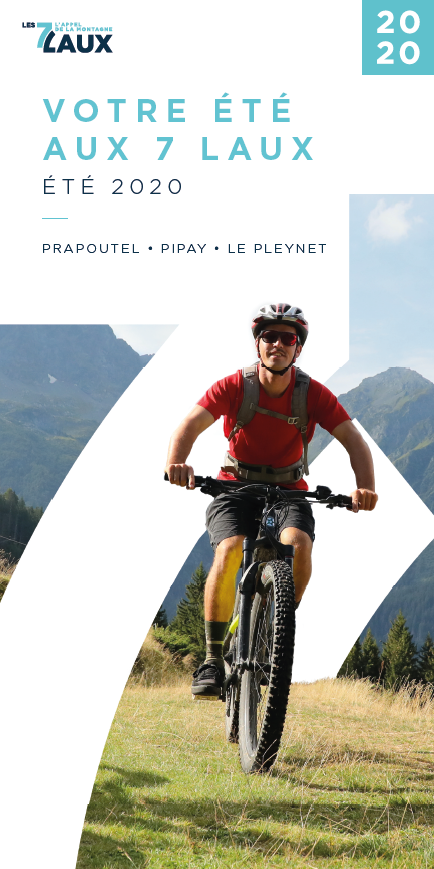 LES 7 LAUX
L'APPEL
DE LA MONTAGNE
20
20
VOTRE ÉTÉ
AUX 7 LAUX
ÉTÉ 2020
PRAPOUTEL • PIPAY • LE PLEYNET